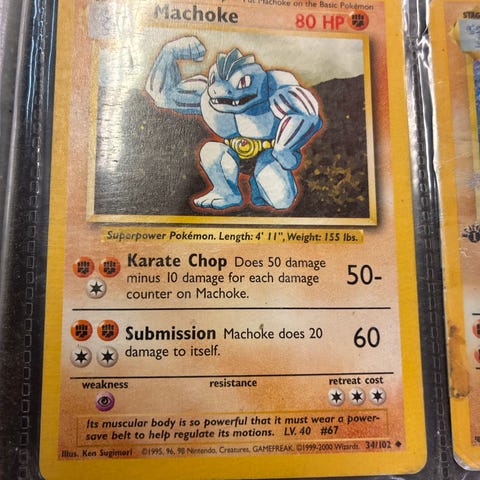 Put Machoke on the Basic Pokémon
Machoke 80 HP
STAG
Superpower Pokémon. Length: 4' 11", Weight: 155 lbs.
Karate Chop Does 50 damage
minus 10 damage for each damage
counter on Machoke.
50-
Submission Machoke does 20
damage to itself.
60
weakness resistance retreat cost
Its muscular body is so powerful that it must wear a power-
save belt to help regulate its motions. LV. 40 #67
Illus. Ken Sugimori ©1995, 96, 98 Nintendo, Creatures, GAMEFREAK. ©1999-2000 Wizards. 34/102